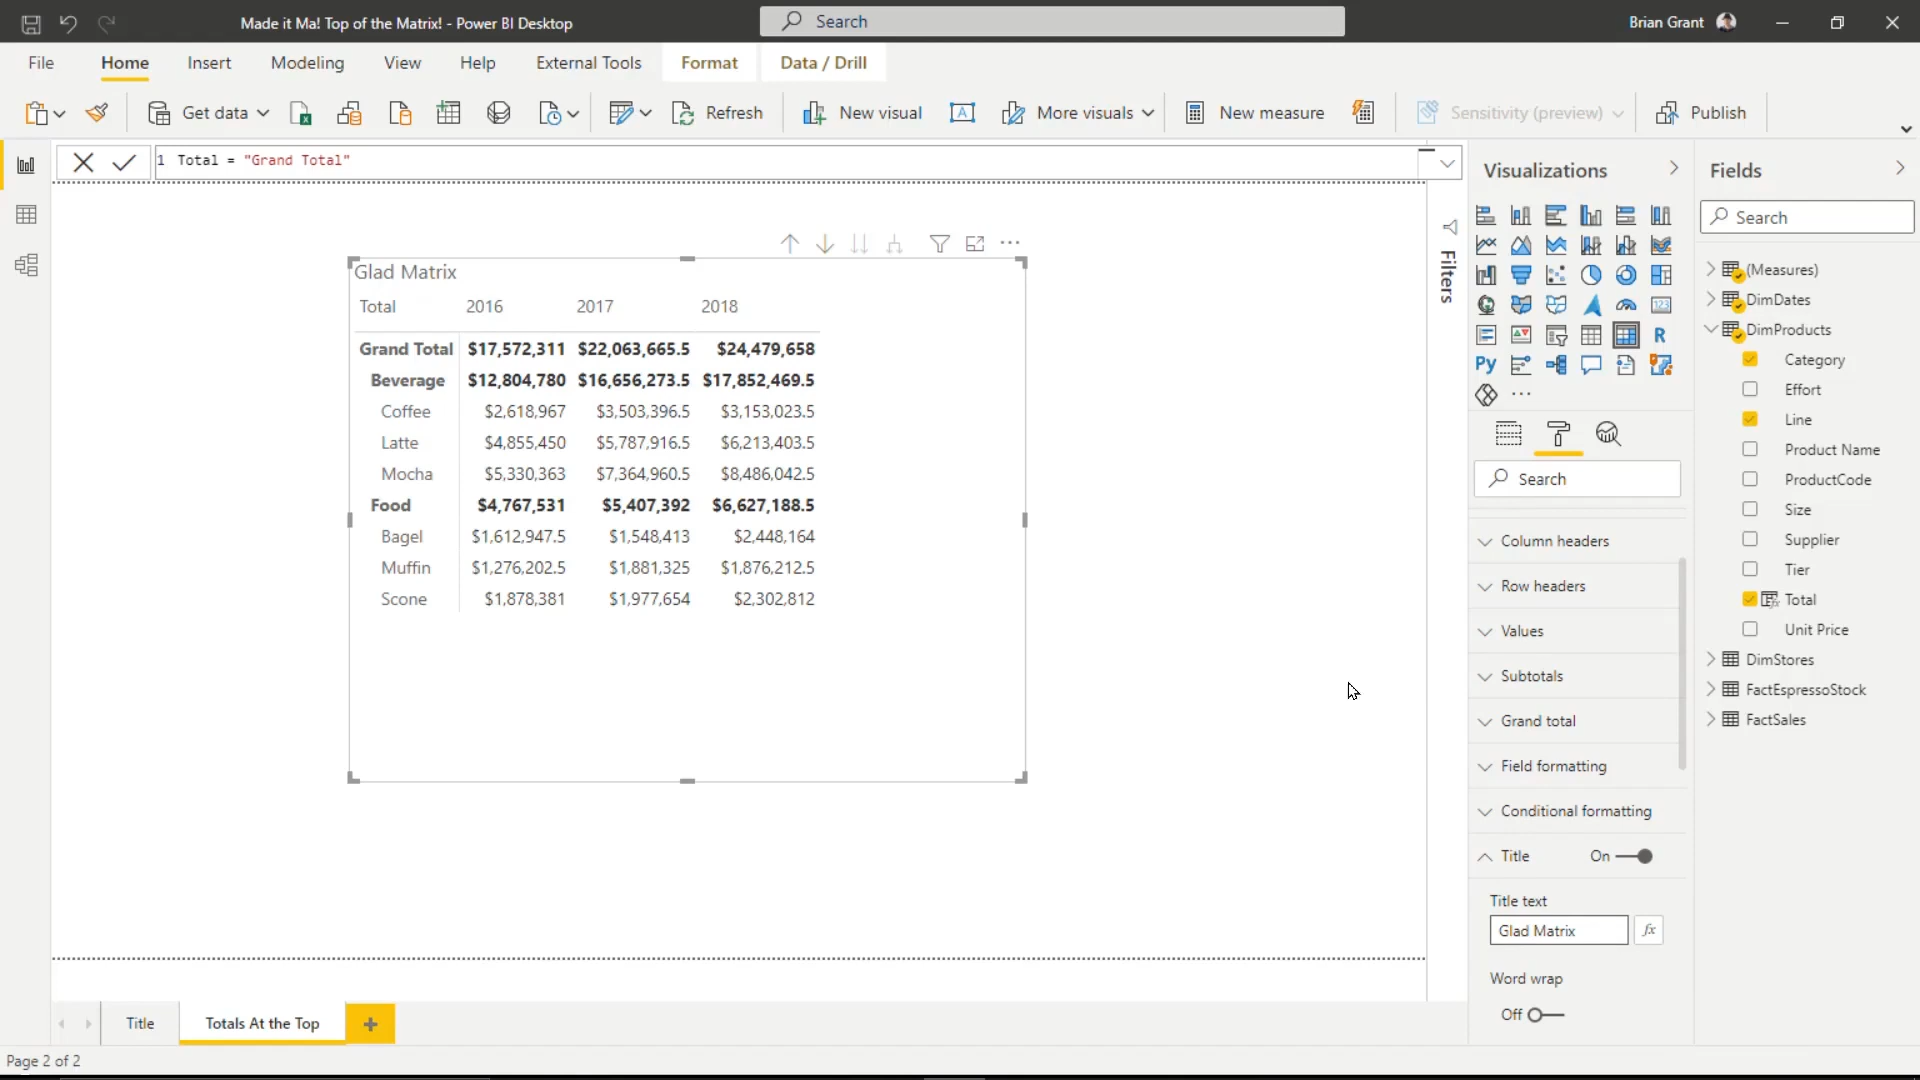 Made it Ma! Top of the Matrix! - Power BI Desktop
Search
Brian Grant
File
Home
Insert
Modeling
View
Help
External Tools
Format
Data / Drill
Get data
Refresh
New visual
More visuals
New measure
Sensitivity (preview)
Publish
1 Total = "Grand Total"
Glad Matrix
Total 2016 2017 2018
Grand Total $17,572,311 $22,063,665.5 $24,479,658
Beverage $12,804,780 $16,656,273.5 $17,852,469.5
Coffee $2,618,967 $3,503,396.5 $3,153,023.5
Latte $4,855,450 $5,787,916.5 $6,213,403.5
Mocha $5,330,363 $7,364,960.5 $8,486,042.5
Food $4,767,531 $5,407,392 $6,627,188.5
Bagel $1,612,947.5 $1,548,413 $2,448,164
Muffin $1,276,202.5 $1,881,325 $1,876,212.5
Scone $1,878,381 $1,977,654 $2,302,812
Filters
Visualizations
123
R
Py
Search
Column headers
Row headers
Values
Subtotals
Grand total
Field formatting
Conditional formatting
Title On
Title text
Glad Matrix
fx
Word wrap
Off
Fields
Search
(Measures)
DimDates
DimProducts
Category
Effort
Line
Product Name
ProductCode
Size
Supplier
Tier
Total
Unit Price
DimStores
FactEspressoStock
FactSales
Title
Totals At the Top
Page 2 of 2